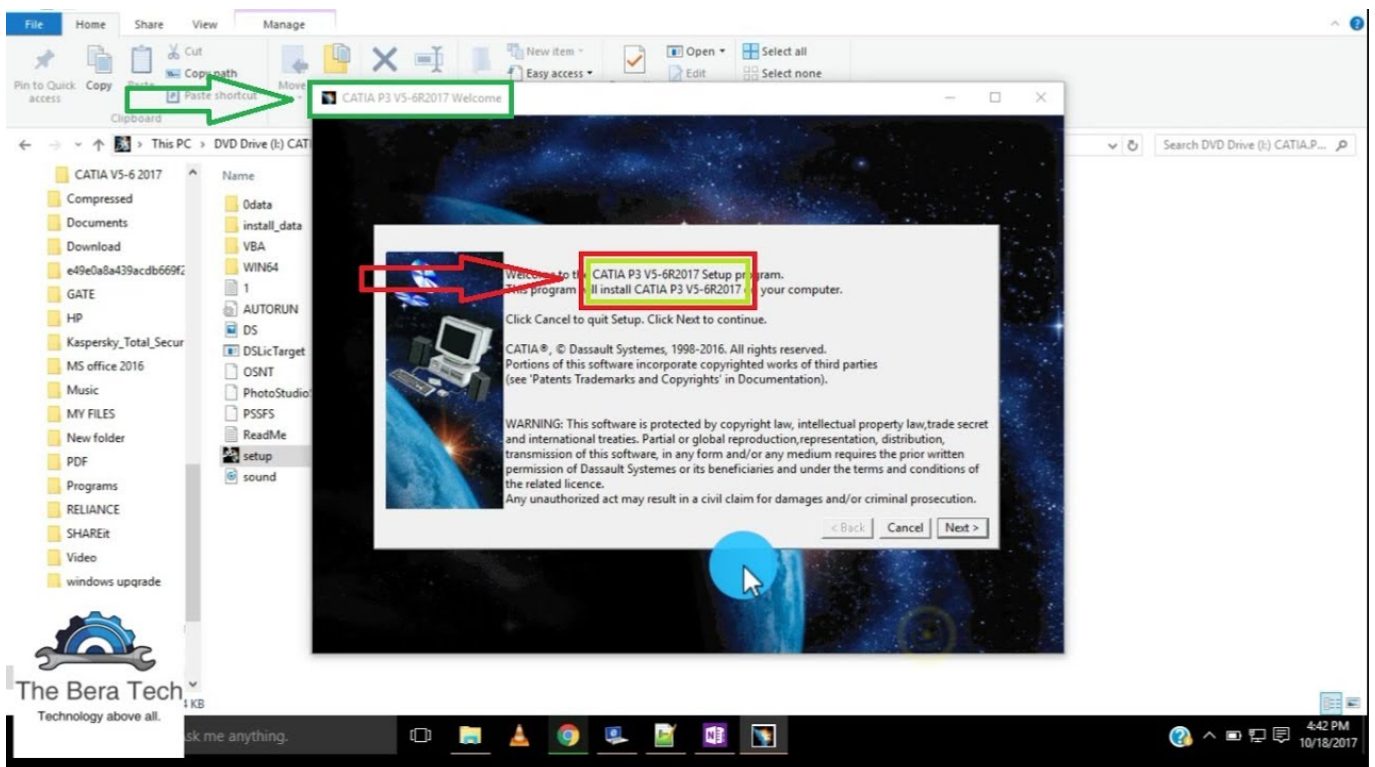 File Home Share View Manage
Cut
Copy path
Paste shortcut
Pin to Quick access
Copy
Clipboard
Move
New item
Easy access
Open
Edit
Select all
Select none
CATIA P3 V5-6R2017 Welcome
This PC > DVD Drive (I:) CATI
Search DVD Drive (I:) CATIA.P...
CATIA V5-6 2017
Compressed
Documents
Download
e49e0a8a439acdb669f2
GATE
HP
Kaspersky_Total_Secur
MS office 2016
Music
MY FILES
New folder
PDF
Programs
RELIANCE
SHAREit
Video
windows upgrade
Name
0data
install_data
VBA
WIN64
1
AUTORUN
DS
DSLicTarget
OSNT
PhotoStudio
PSSFS
ReadMe
setup
sound
CATIA P3 V5-6R2017 Setup program.
This program will install CATIA P3 V5-6R2017 your computer.
Click Cancel to quit Setup. Click Next to continue.
CATIA®, © Dassault Systemes, 1998-2016. All rights reserved.
Portions of this software incorporate copyrighted works of third parties
(see 'Patents Trademarks and Copyrights' in Documentation).
WARNING: This software is protected by copyright law, intellectual property law,trade secret
and international treaties. Partial or global reproduction,representation, distribution,
transmission of this software, in any form and/or any medium requires the prior written
permission of Dassault Systemes or its beneficiaries and under the terms and conditions of
the related licence.
Any unauthorized act may result in a civil claim for damages and/or criminal prosecution.
< Back Cancel Next >
The Bera Tech
Technology above all.
KB
me anything.
4:42 PM
10/18/2017